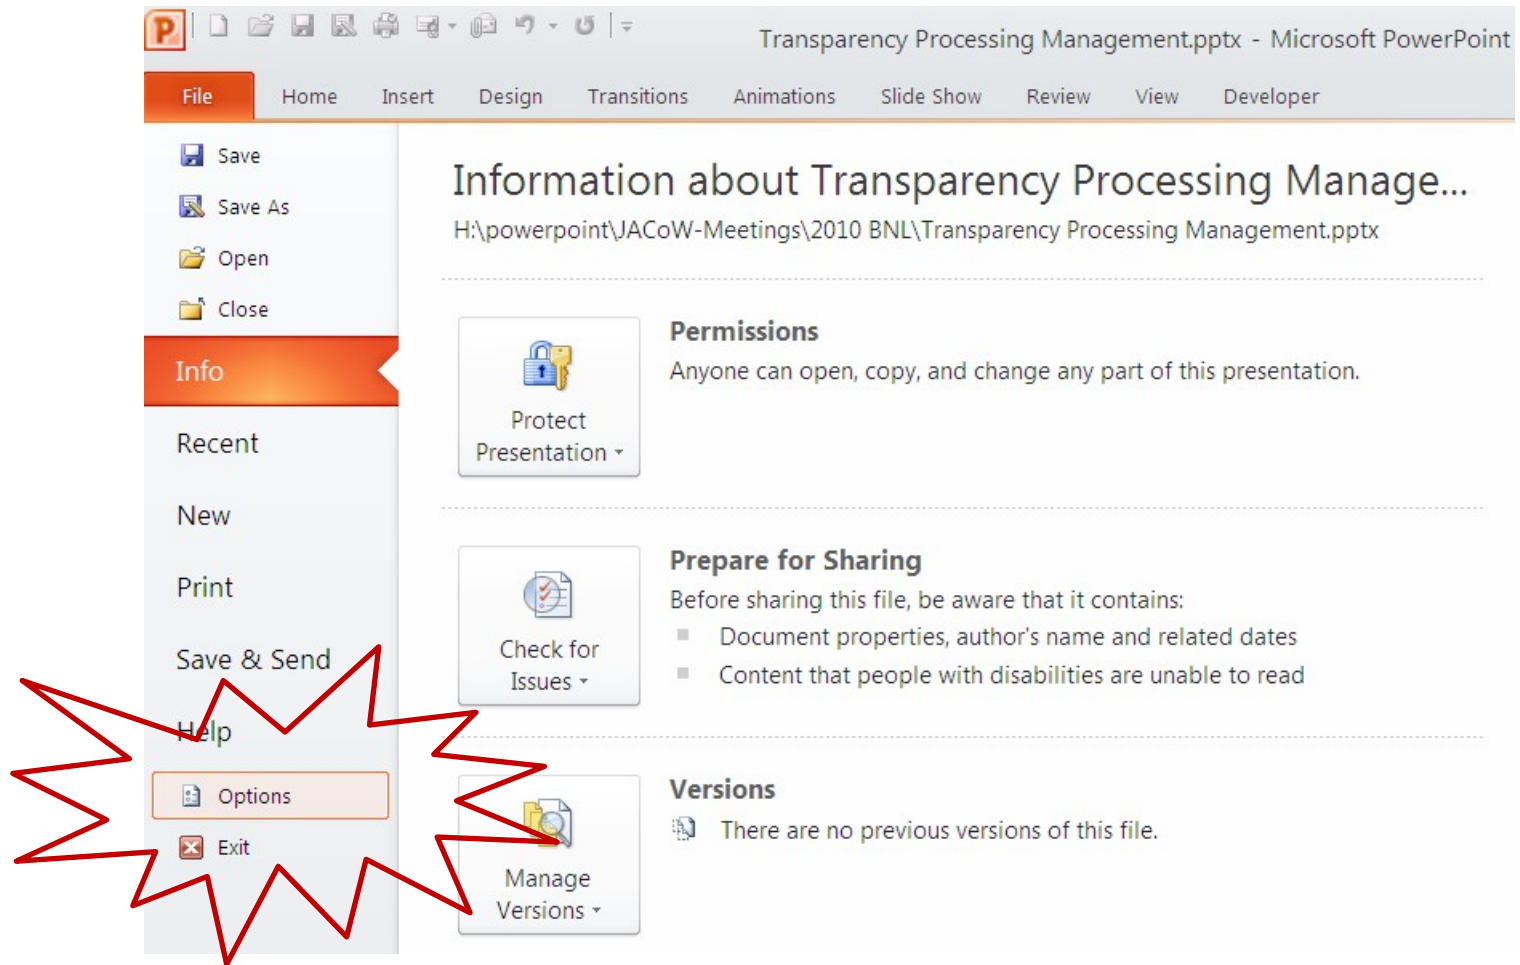 Transparency Processing Management.pptx - Microsoft PowerPoint
File Home Insert Design Transitions Animations Slide Show Review View Developer
Save
Save As
Open
Close
Info
Recent
New
Print
Save & Send
Help
Options
Exit
Information about Transparency Processing Manage...
H:\powerpoint\JACoW-Meetings\2010 BNL\Transparency Processing Management.pptx
Protect
Presentation
Permissions
Anyone can open, copy, and change any part of this presentation.
Check for
Issues
Prepare for Sharing
Before sharing this file, be aware that it contains:
Document properties, author's name and related dates
Content that people with disabilities are unable to read
Manage
Versions
Versions
There are no previous versions of this file.